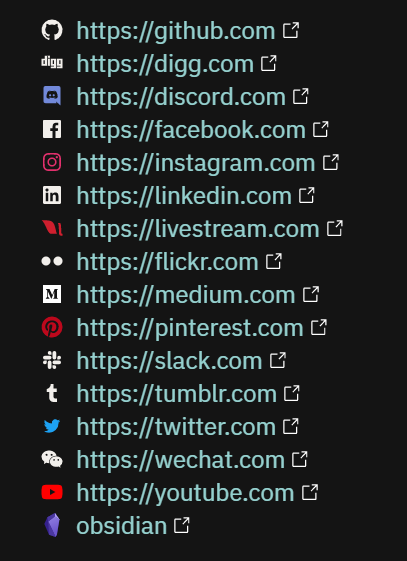 https://github.com
digg https://digg.com
https://discord.com
https://facebook.com
https://instagram.com
in https://linkedin.com
https://livestream.com
https://flickr.com
M https://medium.com
https://pinterest.com
https://slack.com
t https://tumblr.com
https://twitter.com
https://wechat.com
https://youtube.com
obsidian